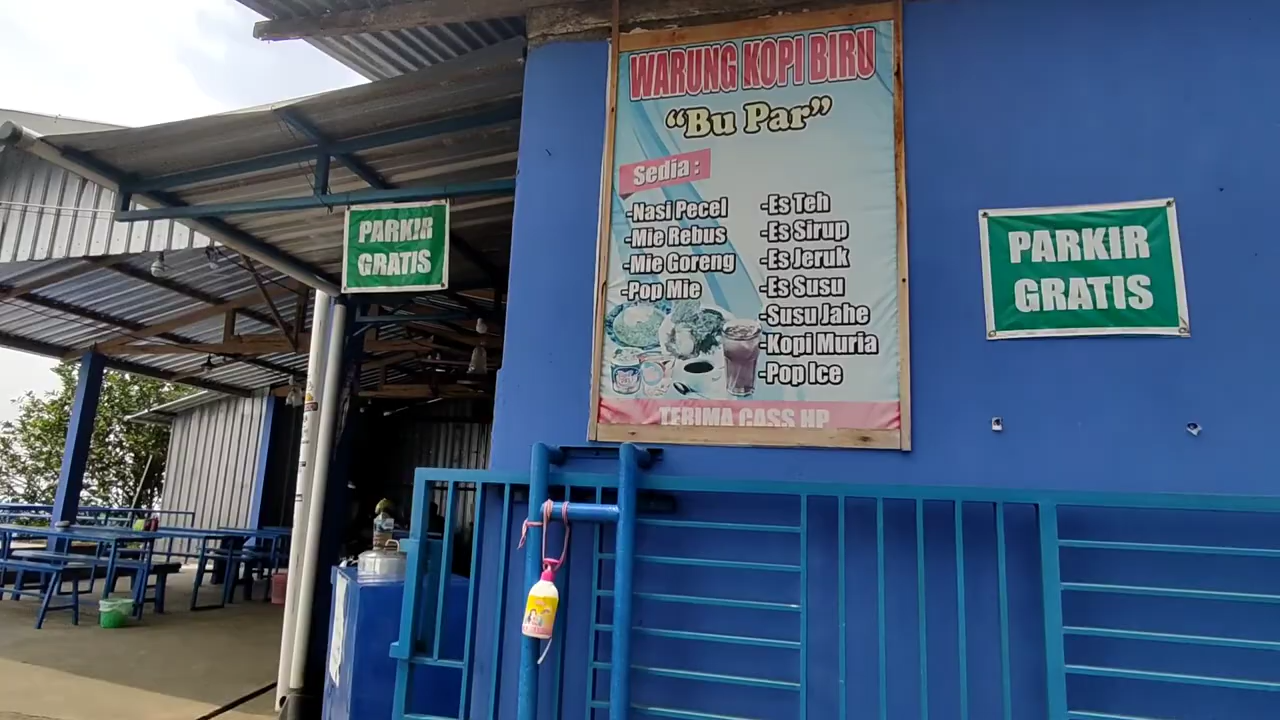 WARUNG KOPI BIRU
"Bu Par"
Sedia :
-Nasi Pecel
-Mie Rebus
-Mie Goreng
-Pop Mie
-Es Teh
-Es Sirup
-Es Jeruk
-Es Susu
-Susu Jahe
-Kopi Muria
-Pop Ice
TERIMA CASS HP
PARKIR
GRATIS
PARKIR
GRATIS